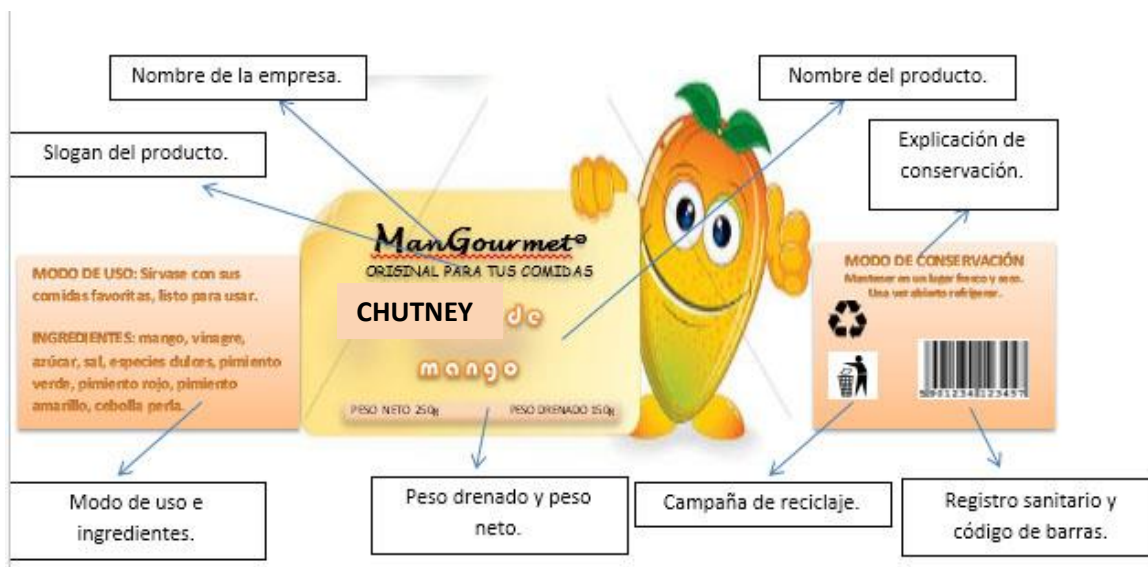 Nombre de la empresa.
Nombre del producto.
Slogan del producto.
Explicación de
conservación.
ManGourmet®
ORIGINAL PARA TUS COMIDAS
CHUTNEY de
mango
PESO NETO 250g PESO DRENADO 150g
MODO DE USO: Sírvase con sus
comidas favoritas, listo para usar.
INGREDIENTES: mango, vinagre,
azúcar, sal, especies dulces, pimiento
verde, pimiento rojo, pimiento
amarillo, cebolla perla.
MODO DE CONSERVACIÓN
Mantener en un lugar fresco y seco.
Una vez abierto refrigerar.
5901234123457
Modo de uso e
ingredientes.
Peso drenado y peso
neto.
Campaña de reciclaje.
Registro sanitario y
código de barras.